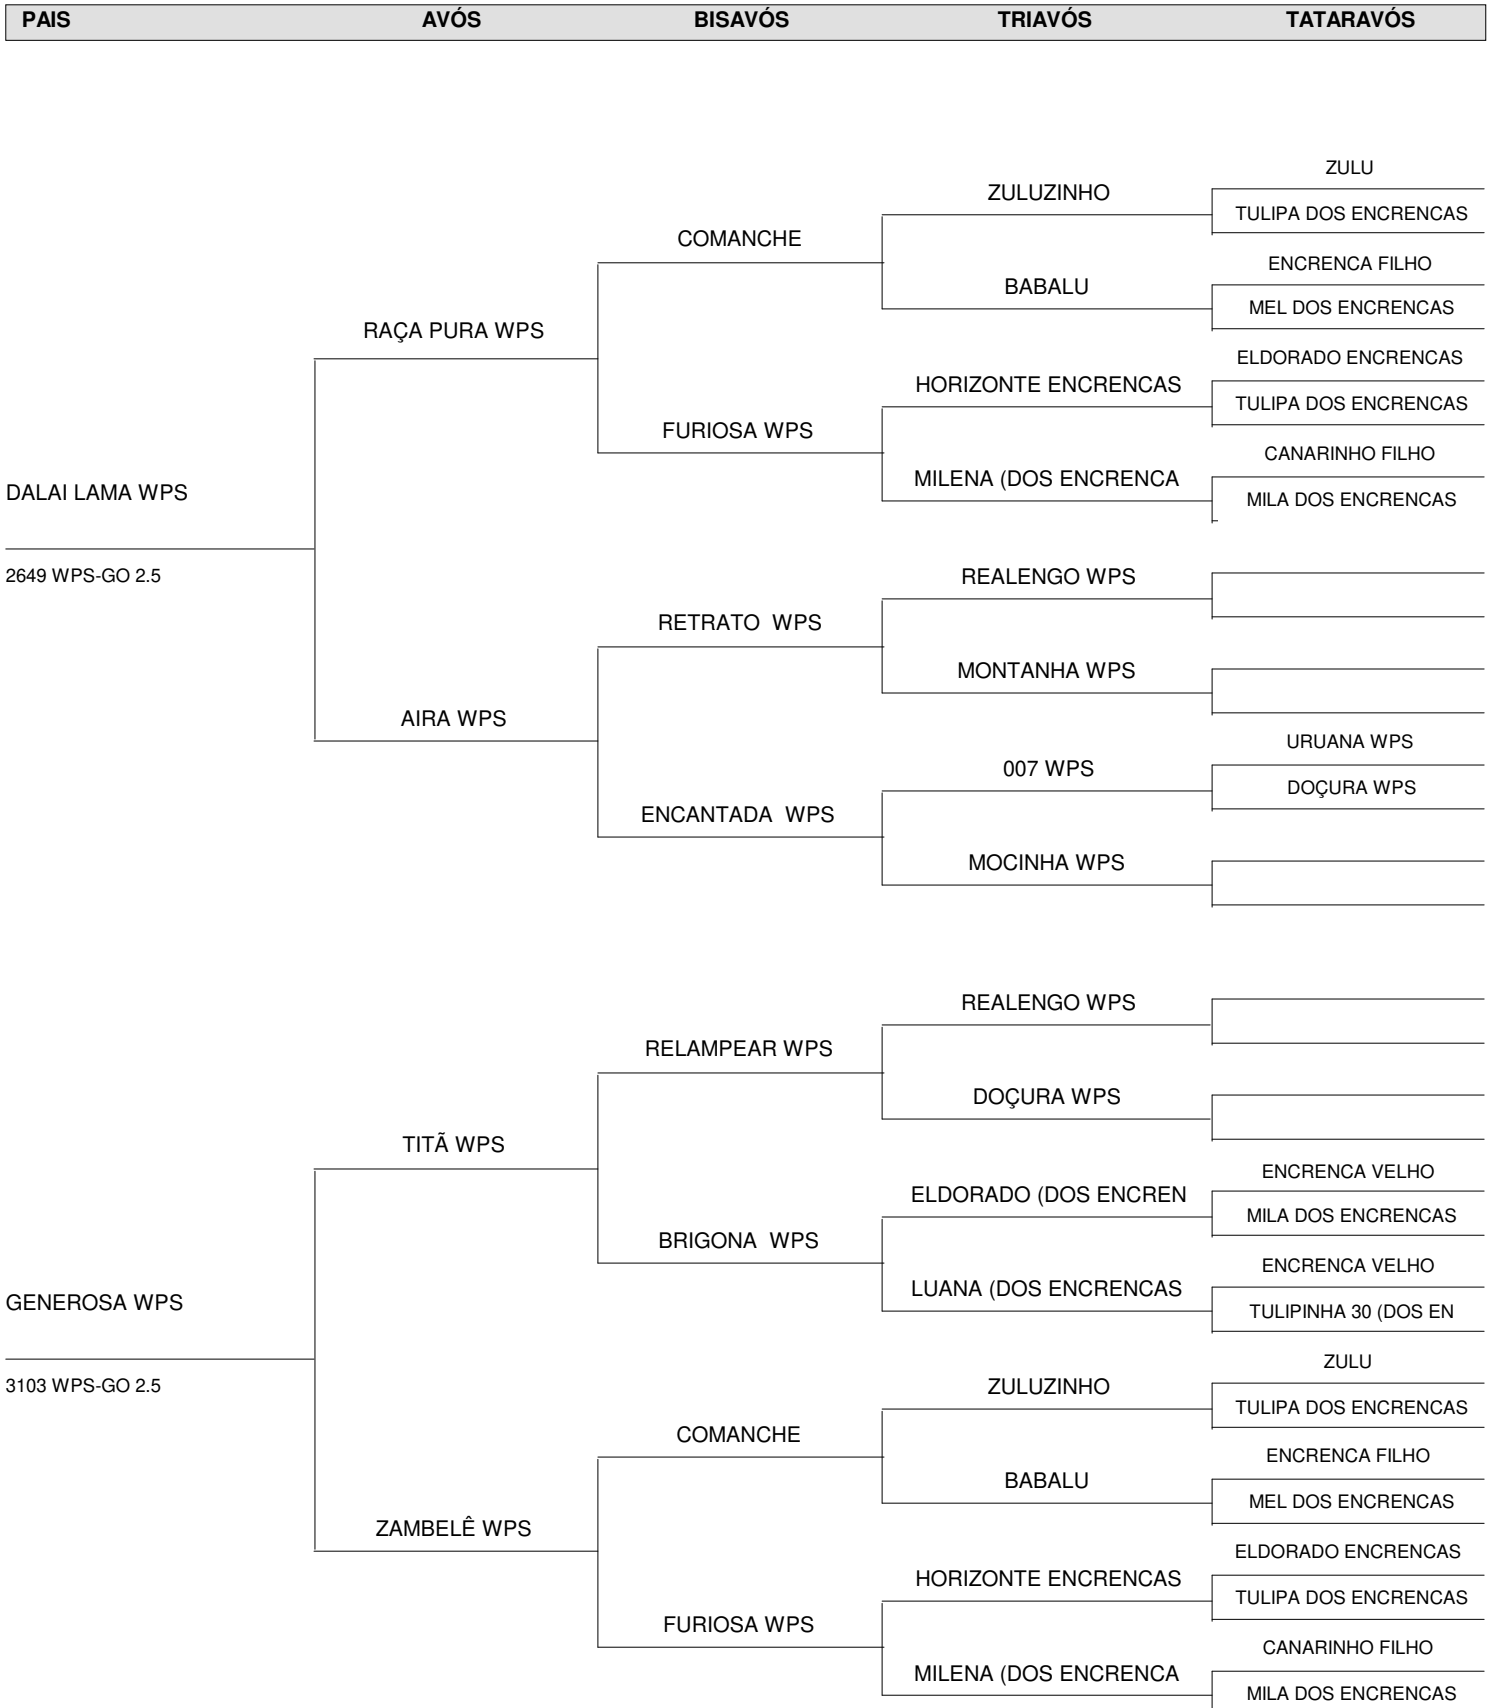 PAIS AVÓS BISAVÓS TRIAVÓS TATARAVÓS
ZULU
ZULUZINHO
TULIPA DOS ENCRENCAS
COMANCHE
ENCRENCA FILHO
BABALU
MEL DOS ENCRENCAS
RAÇA PURA WPS
ELDORADO ENCRENCAS
HORIZONTE ENCRENCAS
TULIPA DOS ENCRENCAS
FURIOSA WPS
CANARINHO FILHO
MILENA (DOS ENCRENCA
MILA DOS ENCRENCAS
DALAI LAMA WPS
2649 WPS-GO 2.5
REALENGO WPS
RETRATO WPS
MONTANHA WPS
AIRA WPS
URUANA WPS
007 WPS
DOÇURA WPS
ENCANTADA WPS
MOCINHA WPS
REALENGO WPS
RELAMPEAR WPS
DOÇURA WPS
TITÃ WPS
ENCRENCA VELHO
ELDORADO (DOS ENCREN
MILA DOS ENCRENCAS
BRIGONA WPS
ENCRENCA VELHO
LUANA (DOS ENCRENCAS
TULIPINHA 30 (DOS EN
GENEROSA WPS
3103 WPS-GO 2.5
ZULU
ZULUZINHO
TULIPA DOS ENCRENCAS
COMANCHE
ENCRENCA FILHO
BABALU
MEL DOS ENCRENCAS
ZAMBELÊ WPS
ELDORADO ENCRENCAS
HORIZONTE ENCRENCAS
TULIPA DOS ENCRENCAS
FURIOSA WPS
CANARINHO FILHO
MILENA (DOS ENCRENCA
MILA DOS ENCRENCAS